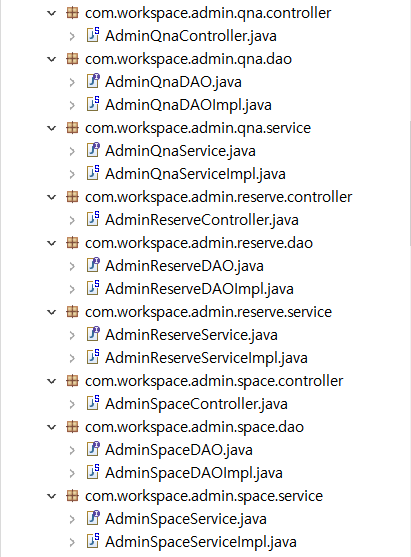 com.workspace.admin.qna.controller
AdminQnaController.java
com.workspace.admin.qna.dao
AdminQnaDAO.java
AdminQnaDAOImpl.java
com.workspace.admin.qna.service
AdminQnaService.java
AdminQnaServiceImpl.java
com.workspace.admin.reserve.controller
AdminReserveController.java
com.workspace.admin.reserve.dao
AdminReserveDAO.java
AdminReserveDAOImpl.java
com.workspace.admin.reserve.service
AdminReserveService.java
AdminReserveServiceImpl.java
com.workspace.admin.space.controller
AdminSpaceController.java
com.workspace.admin.space.dao
AdminSpaceDAO.java
AdminSpaceDAOImpl.java
com.workspace.admin.space.service
AdminSpaceService.java
AdminSpaceServiceImpl.java